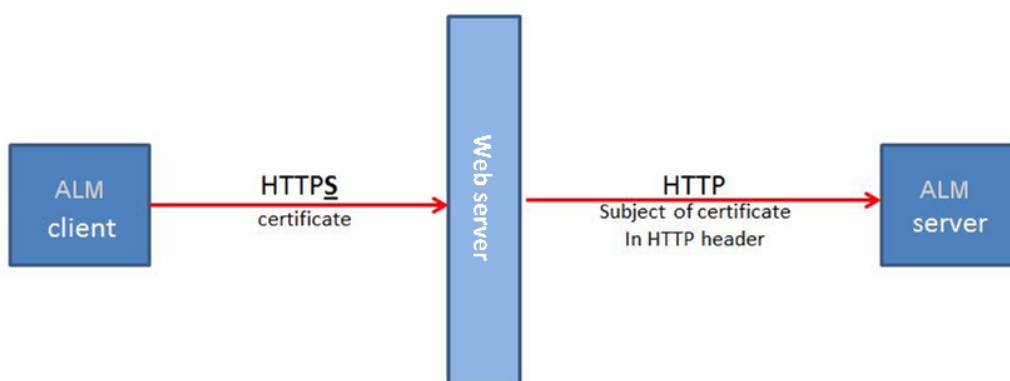 ALM
client
HTTPS
certificate
Web server
HTTP
Subject of certificate
In HTTP header
ALM
server